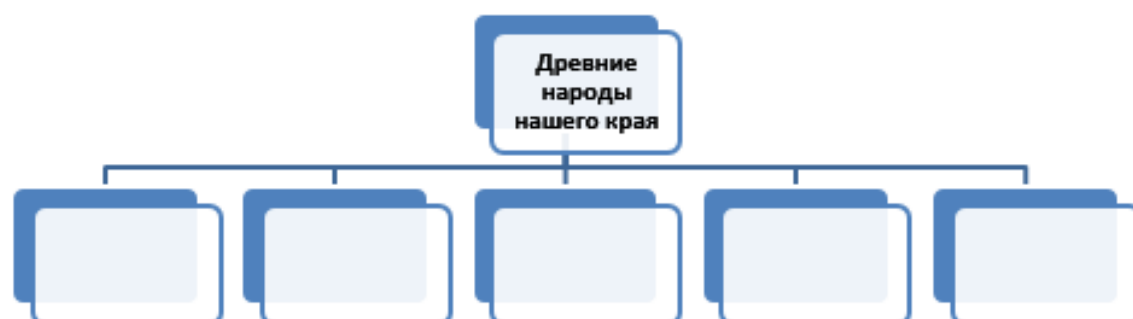 Древние
народы
нашего края